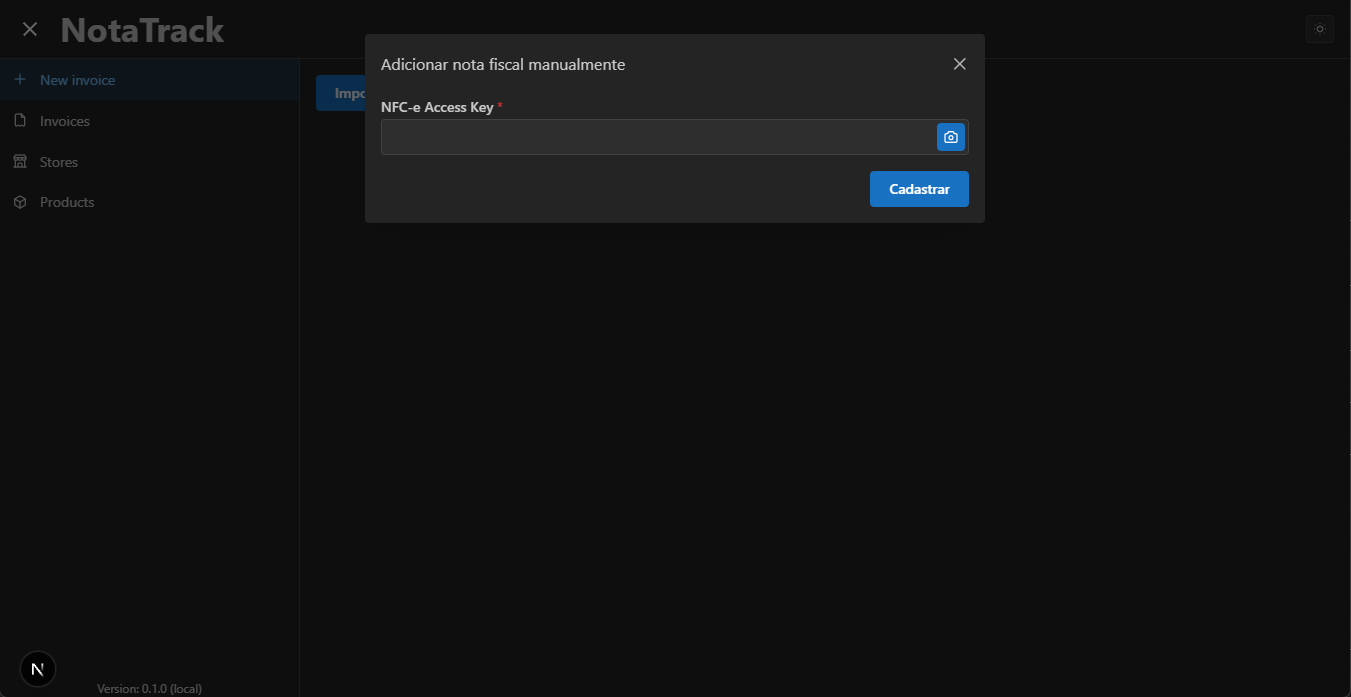 NotaTrack
Adicionar nota fiscal manualmente
New invoice
Impo
NFC-e Access Key *
Invoices
Stores
Cadastrar
Products
N
Version: 0.1.0 (local)